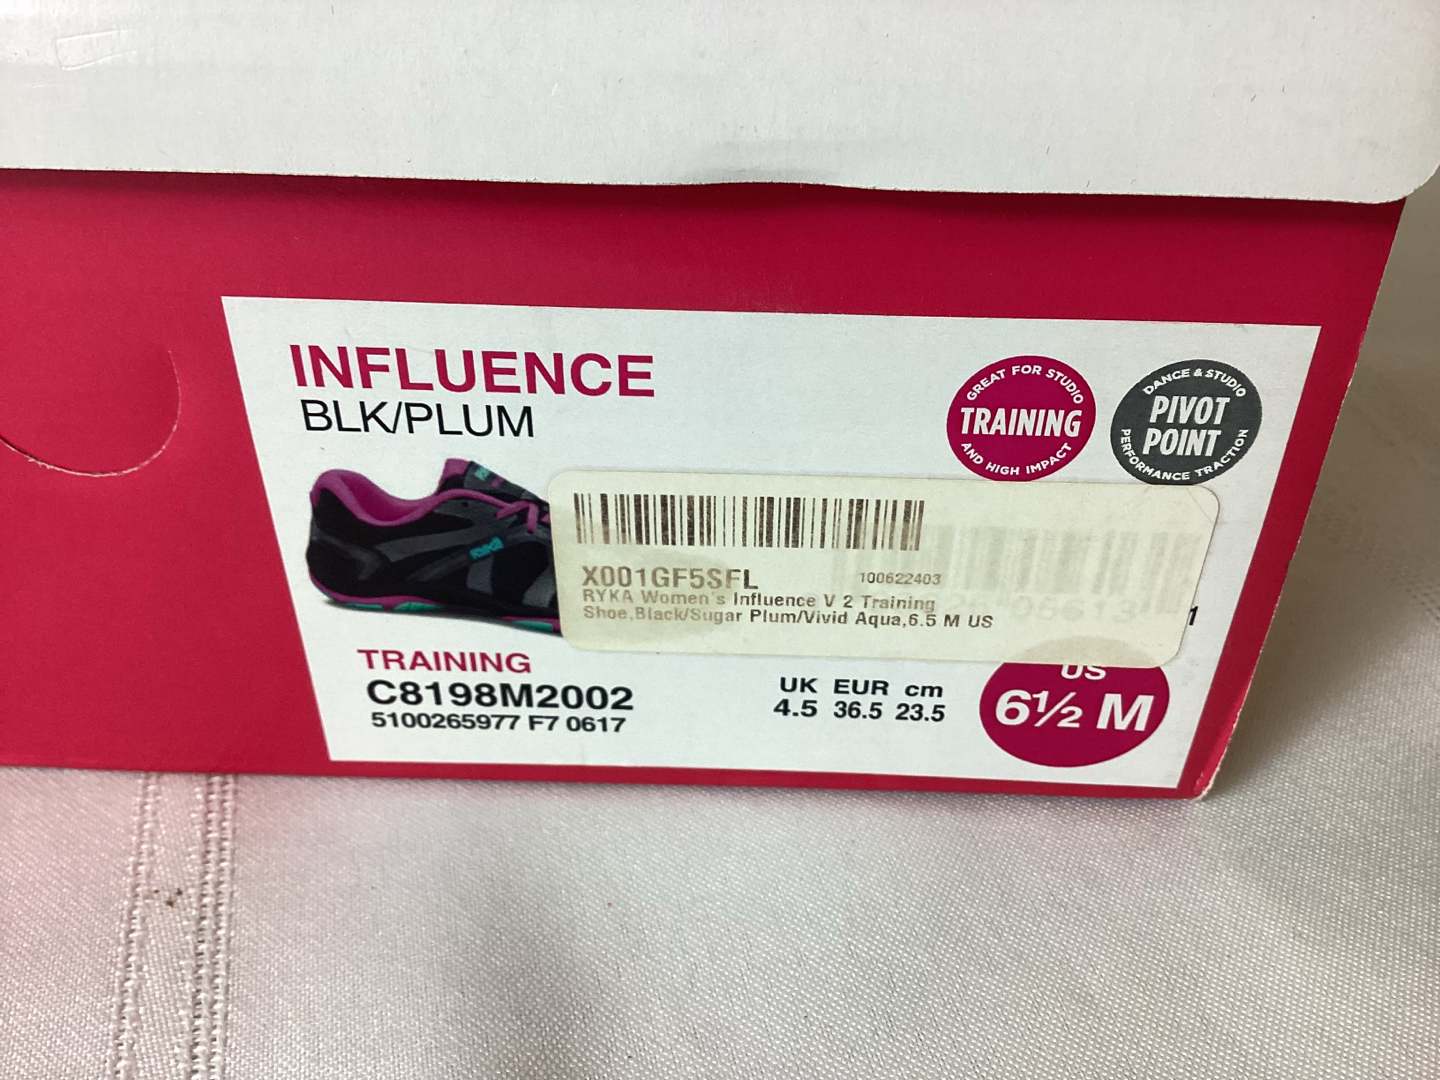 INFLUENCE
BLK/PLUM
GREAT FOR STUDIO
TRAINING
AND HIGH IMPACT
DANCE & STUDIO
PIVOT
POINT
PERFORMANCE TRACTION
X001GF5SFL 100622403
RYKA Women's Influence V 2 Training
Shoe,Black/Sugar Plum/Vivid Aqua,6.5 M US
1
TRAINING
C8198M2002
5100265977 F7 0617
UK EUR cm
4.5 36.5 23.5
US
6½ M